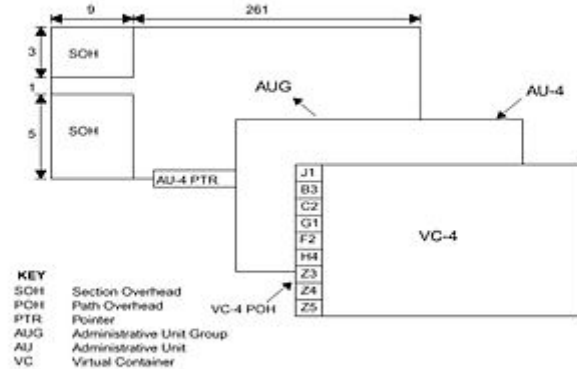 9 261
3 SOH
1
AUG AU-4
5 SOH
AU-4 PTR
J1
B3
C2
G1
F2
H4
Z3
Z4
Z5
VC-4
VC-4 POH
KEY
SOH Section Overhead
POH Path Overhead
PTR Pointer
AUG Administrative Unit Group
AU Administrative Unit
VC Virtual Container